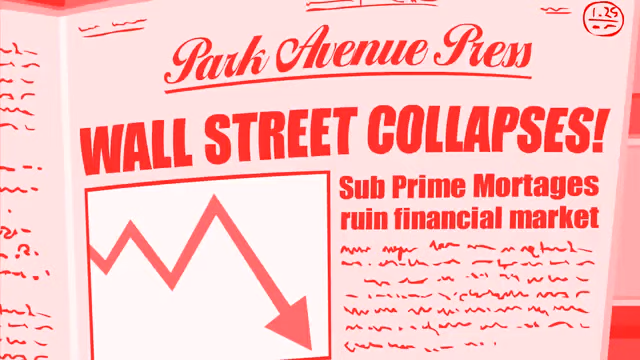 1.25
Park Avenue Press
WALL STREET COLLAPSES!
Sub Prime Mortages
ruin financial market